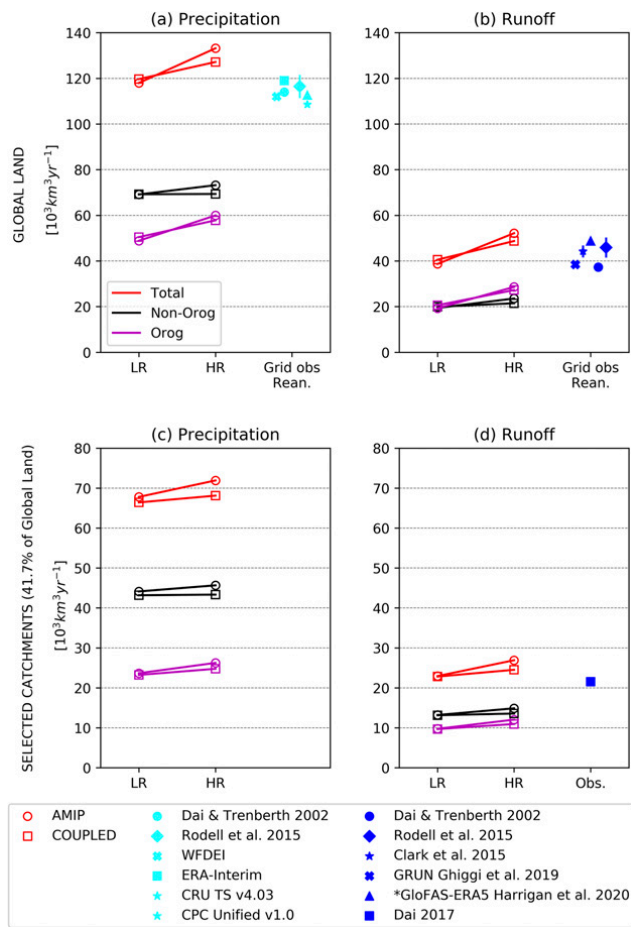 (a) Precipitation
(b) Runoff
GLOBAL LAND
[10³km³yr⁻¹]
140
120
100
80
60
40
20
0
Total
Non-Orog
Orog
LR
HR
Grid obs
Rean.
140
120
100
80
60
40
20
0
LR
HR
Grid obs
Rean.
(c) Precipitation
(d) Runoff
SELECTED CATCHMENTS (41.7% of Global Land)
[10³km³yr⁻¹]
80
70
60
50
40
30
20
10
0
LR
HR
80
70
60
50
40
30
20
10
0
LR
HR
Obs.
AMIP
COUPLED
Dai & Trenberth 2002
Rodell et al. 2015
WFDEI
ERA-Interim
CRU TS v4.03
CPC Unified v1.0
Dai & Trenberth 2002
Rodell et al. 2015
Clark et al. 2015
GRUN Ghiggi et al. 2019
*GloFAS-ERA5 Harrigan et al. 2020
Dai 2017